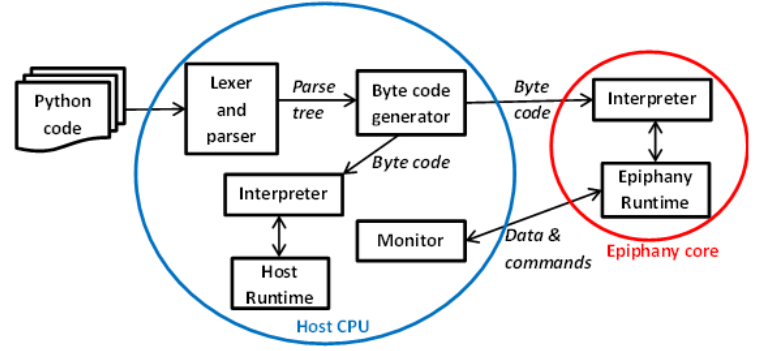 Python
code
Lexer
and
parser
Parse
tree
Byte code
generator
Byte
code
Interpreter
Byte code
Interpreter
Epiphany
Runtime
Monitor
Data &
commands
Epiphany core
Host
Runtime
Host CPU